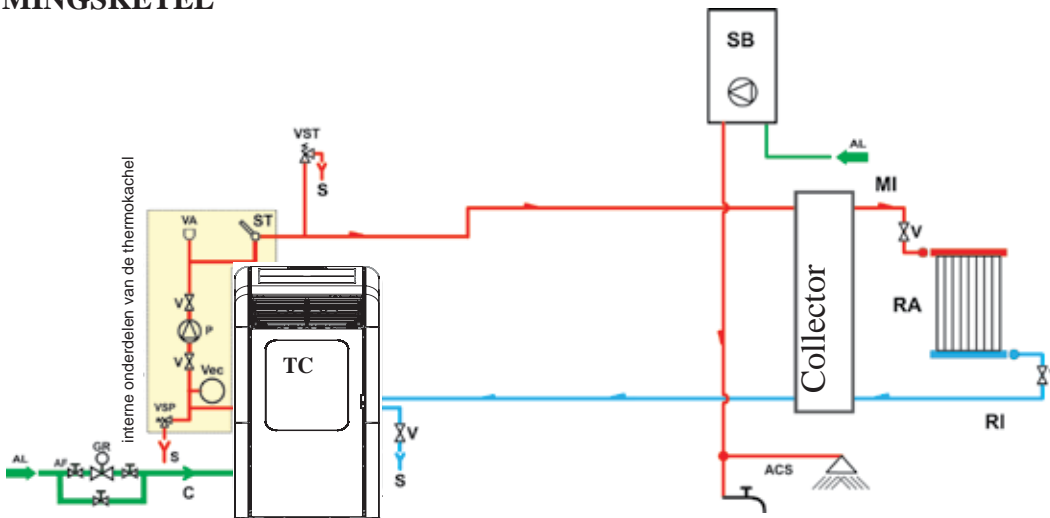 MINGSKETEL
SB
AL
VST
S
MI
V
interne onderdelen van de thermokachel
VA
ST
V
P
V
Vec
VSP
S
TC
Collector
RA
V
S
RI
AL
AF
GR
C
ACS